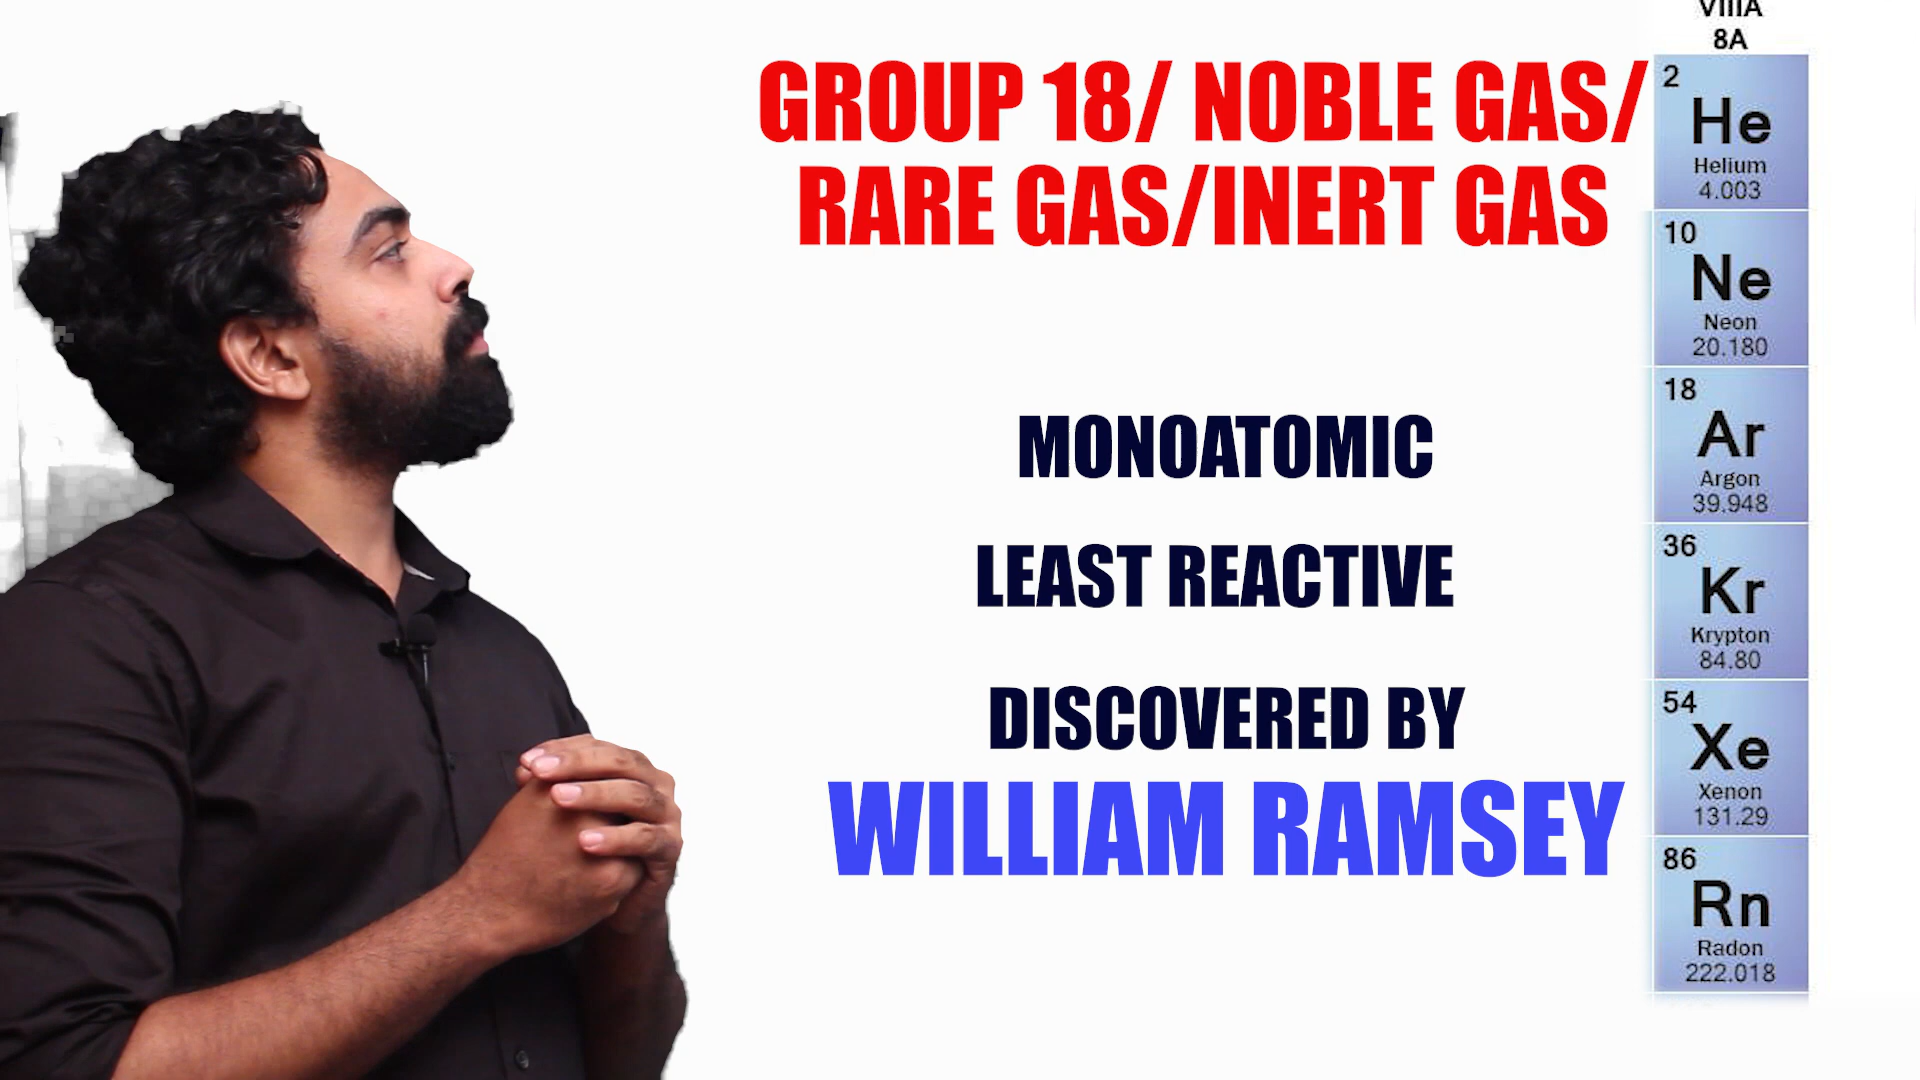 GROUP 18/ NOBLE GAS/
RARE GAS/INERT GAS
MONOATOMIC
LEAST REACTIVE
DISCOVERED BY
WILLIAM RAMSEY
VIIIA
8A
2
He
Helium
4.003
10
Ne
Neon
20.180
18
Ar
Argon
39.948
36
Kr
Krypton
84.80
54
Xe
Xenon
131.29
86
Rn
Radon
222.018